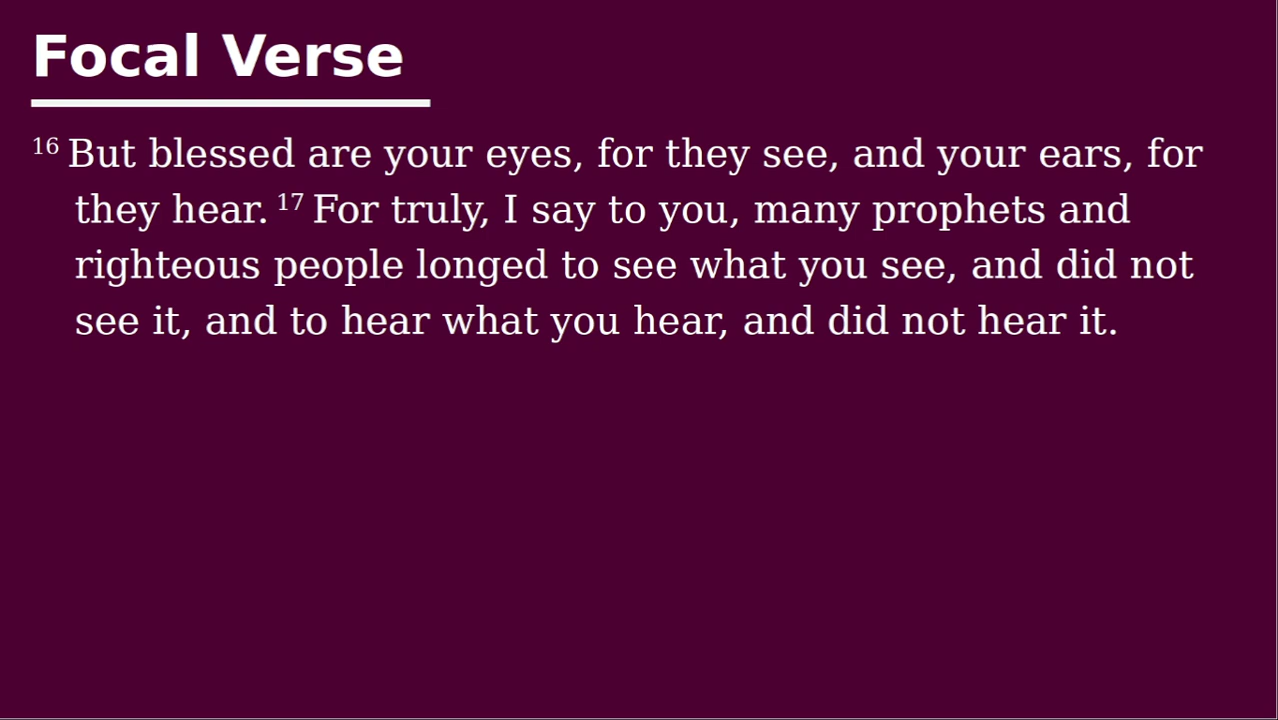 Focal Verse
16 But blessed are your eyes, for they see, and your ears, for
they hear. 17 For truly, I say to you, many prophets and
righteous people longed to see what you see, and did not
see it, and to hear what you hear, and did not hear it.